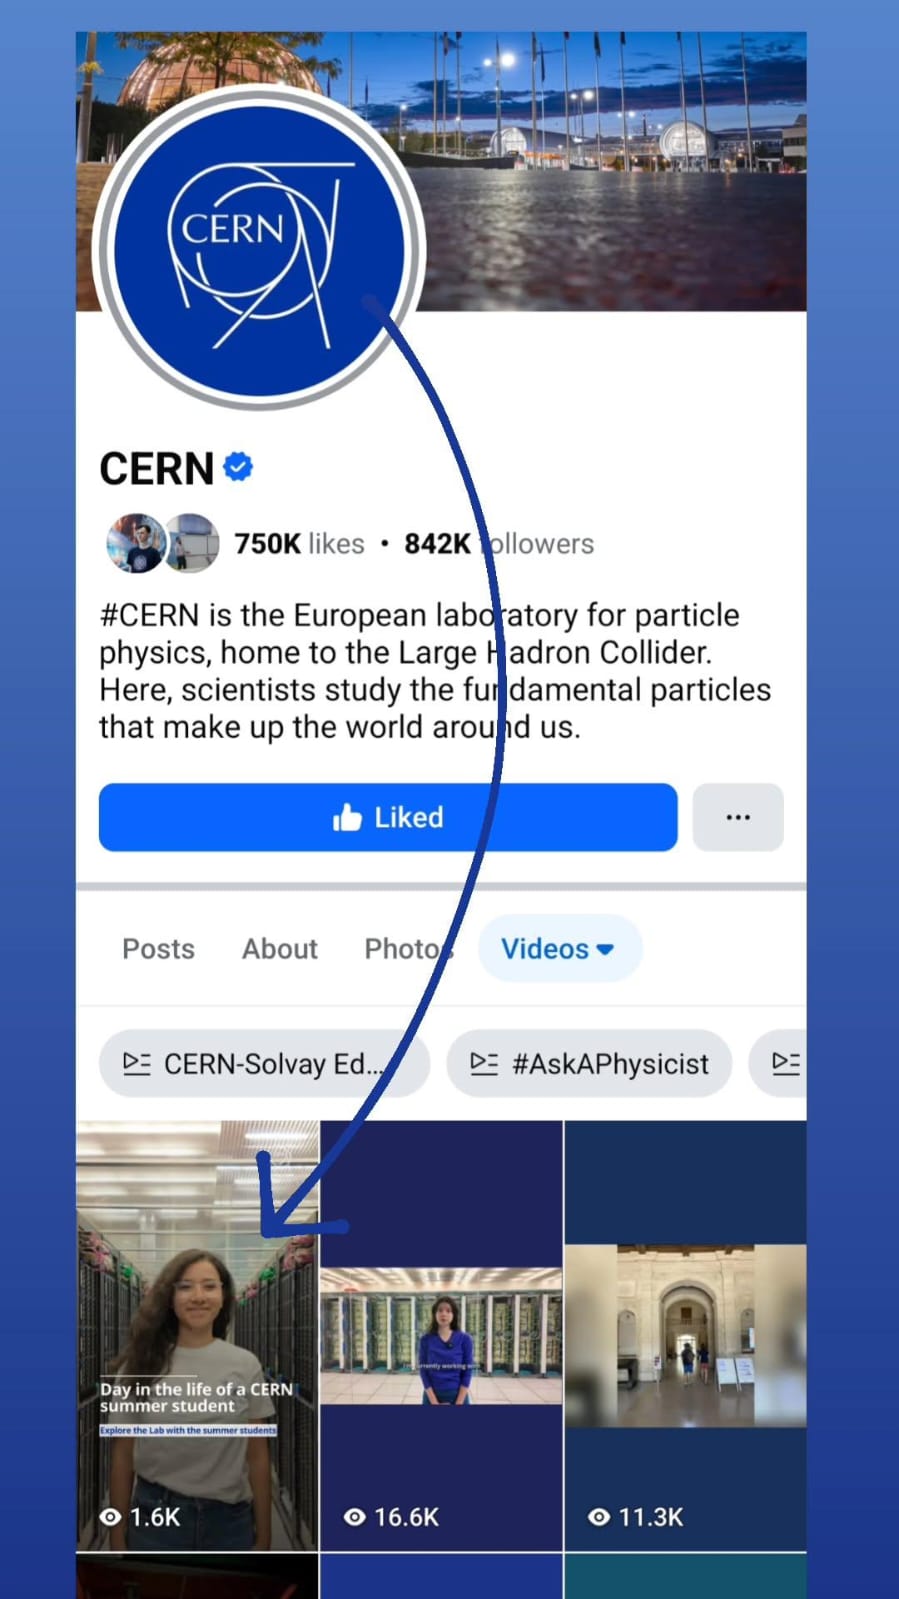 CERN
CERN
750K likes • 842K followers
#CERN is the European laboratory for particle
physics, home to the Large Hadron Collider.
Here, scientists study the fundamental particles
that make up the world around us.
Liked
Posts About Photos Videos
CERN-Solvay Ed... #AskAPhysicist
Day in the life of a CERN
summer student
Explore the Lab with the summer students
currently working
1.6K 16.6K 11.3K